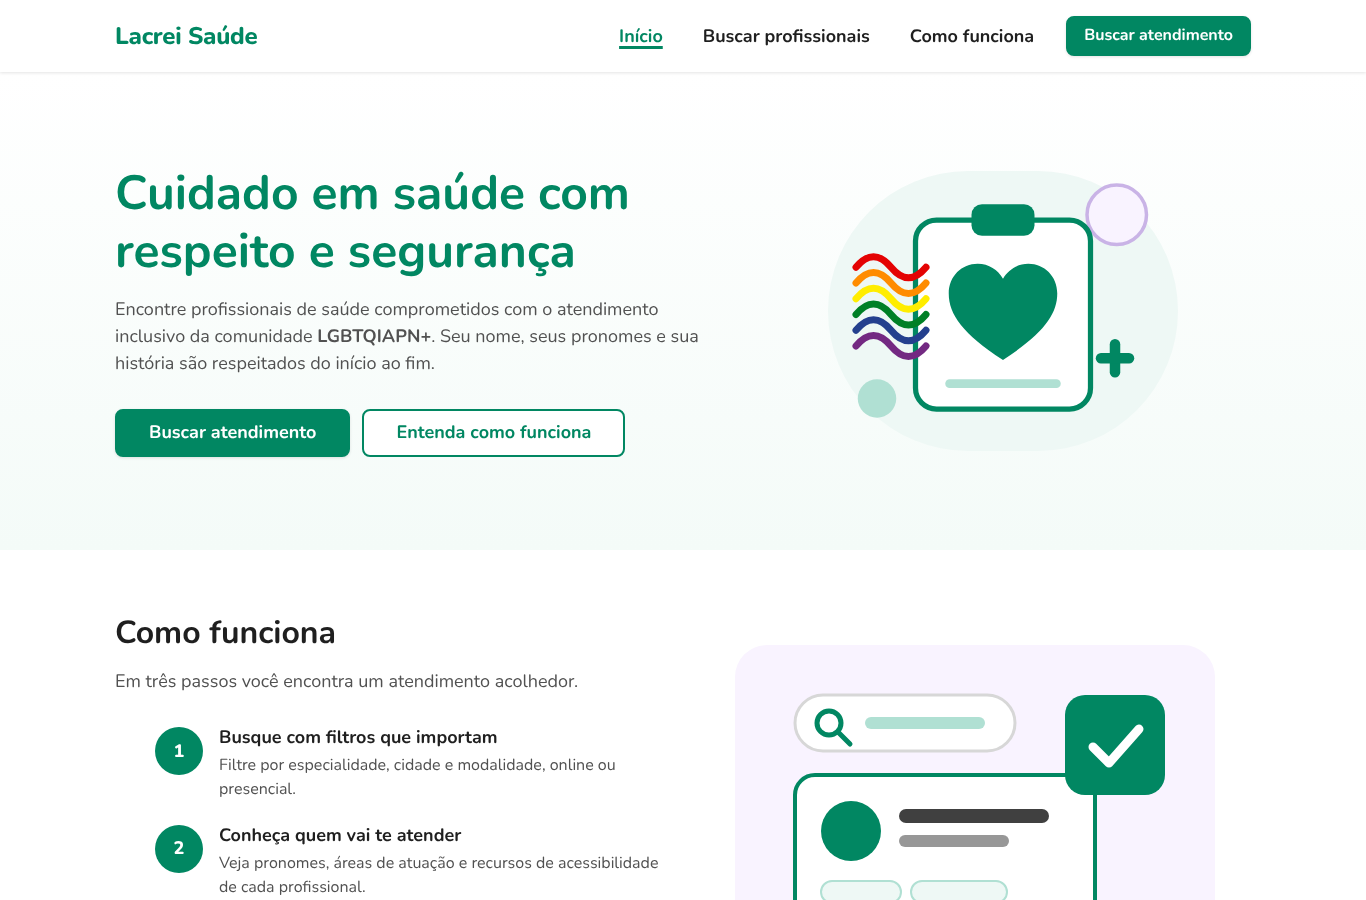 Lacrei Saúde
Início
Buscar profissionais
Como funciona
Buscar atendimento
Cuidado em saúde com
respeito e segurança
Encontre profissionais de saúde comprometidos com o atendimento
inclusivo da comunidade LGBTQIAPN+. Seu nome, seus pronomes e sua
história são respeitados do início ao fim.
Buscar atendimento
Entenda como funciona
Como funciona
Em três passos você encontra um atendimento acolhedor.
1
Busque com filtros que importam
Filtre por especialidade, cidade e modalidade, online ou
presencial.
2
Conheça quem vai te atender
Veja pronomes, áreas de atuação e recursos de acessibilidade
de cada profissional.